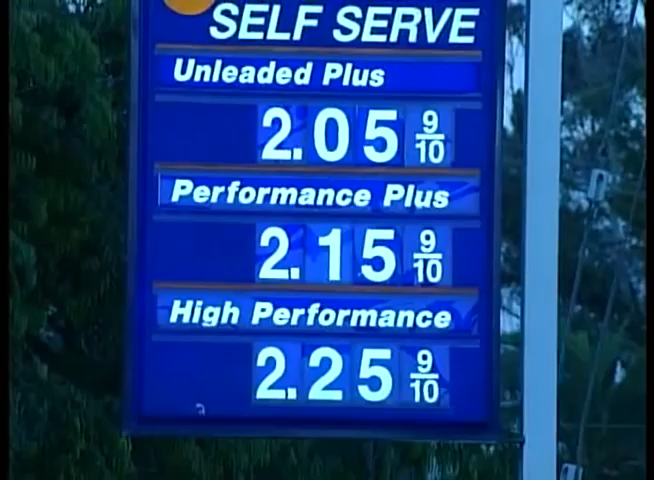 SELF SERVE
Unleaded Plus
2.05 9/10
Performance Plus
2.15 9/10
High Performance
2.25 9/10